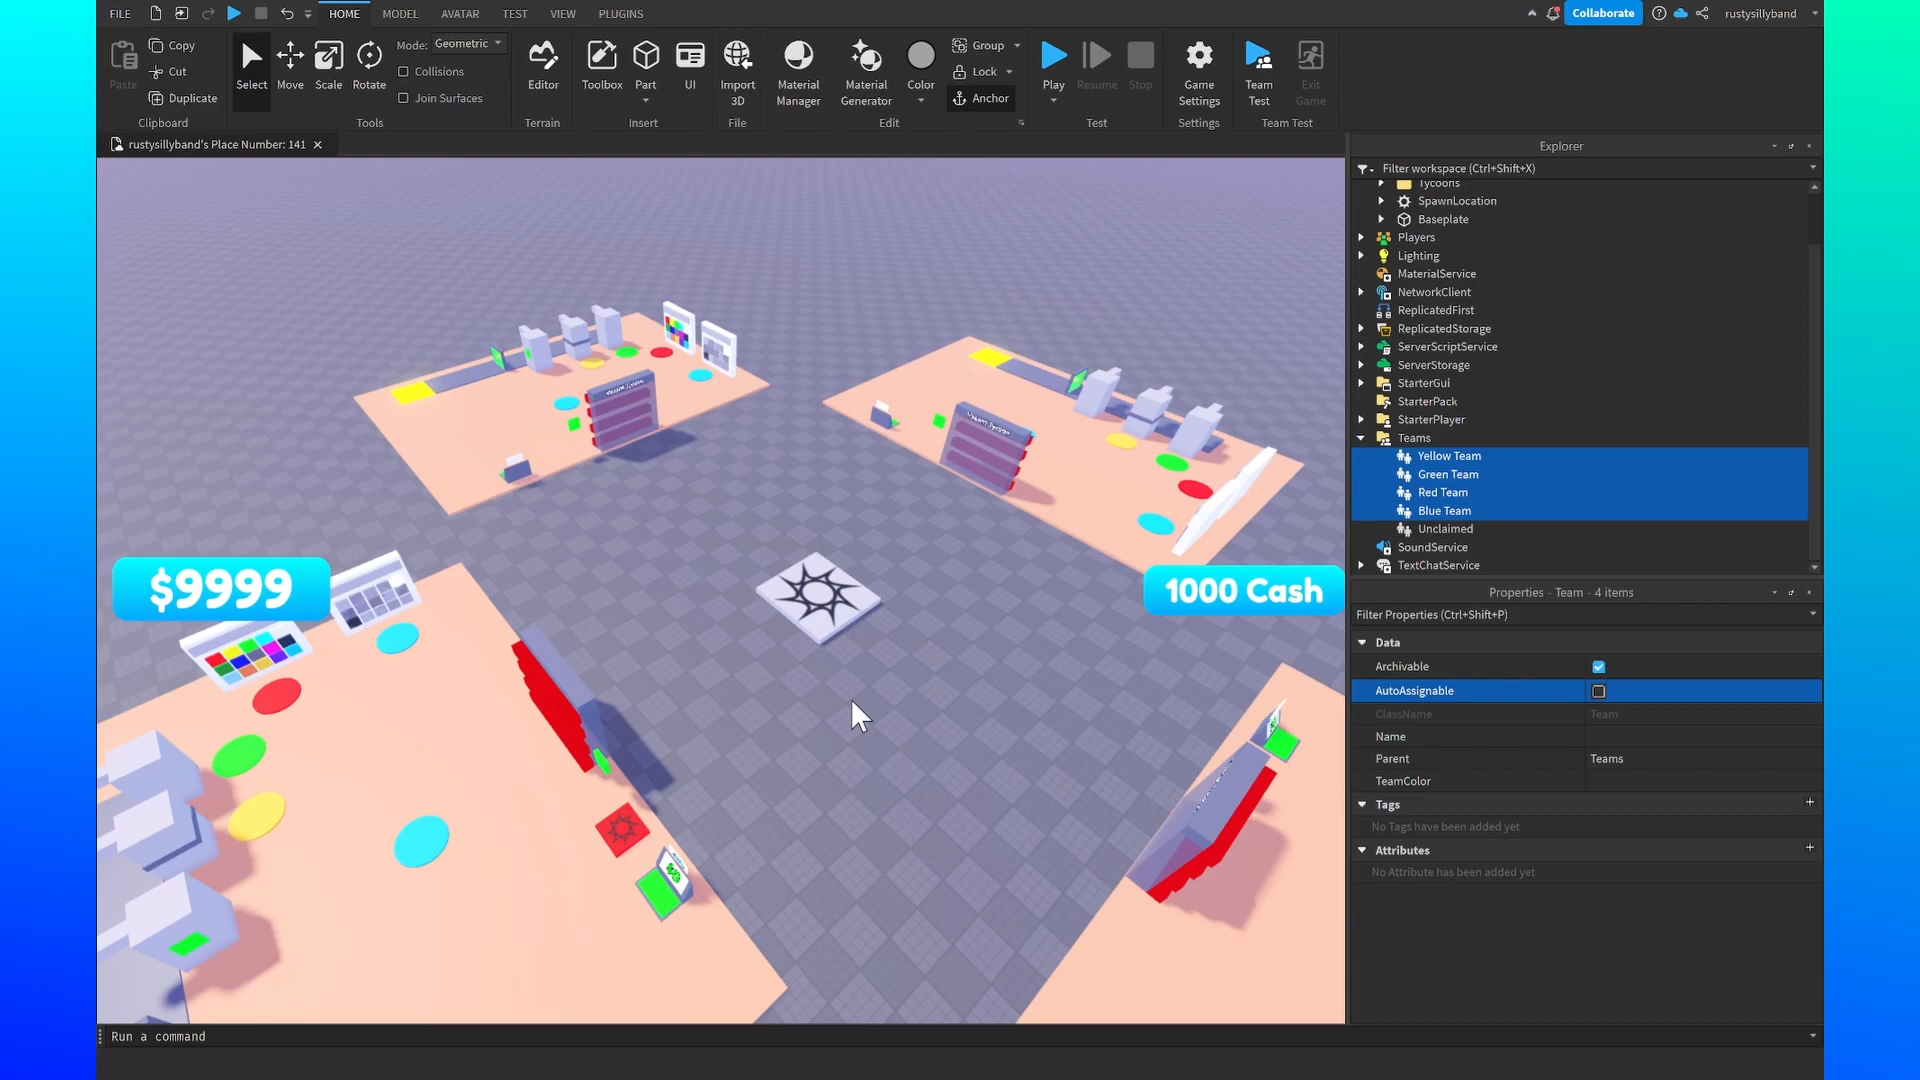 FILE
HOME
MODEL
AVATAR
TEST
VIEW
PLUGINS
Collaborate
rustysillyband
Paste
Copy
Cut
Duplicate
Clipboard
Select
Move
Scale
Rotate
Mode: Geometric
Collisions
Join Surfaces
Tools
Editor
Terrain
Toolbox
Part
UI
Insert
Import
3D
File
Material
Manager
Material
Generator
Color
Group
Lock
Anchor
Edit
Play
Resume
Stop
Test
Game
Settings
Settings
Team
Test
Exit
Game
Team Test
rustysillyband's Place Number: 141
$9999
1000 Cash
Explorer
Filter workspace (Ctrl+Shift+X)
Tycoons
SpawnLocation
Baseplate
Players
Lighting
MaterialService
NetworkClient
ReplicatedFirst
ReplicatedStorage
ServerScriptService
ServerStorage
StarterGui
StarterPack
StarterPlayer
Teams
Yellow Team
Green Team
Red Team
Blue Team
Unclaimed
SoundService
TextChatService
Properties - Team - 4 items
Filter Properties (Ctrl+Shift+P)
Data
Archivable
AutoAssignable
ClassName Team
Name
Parent Teams
TeamColor
Tags
No Tags have been added yet
Attributes
No Attribute has been added yet
Run a command